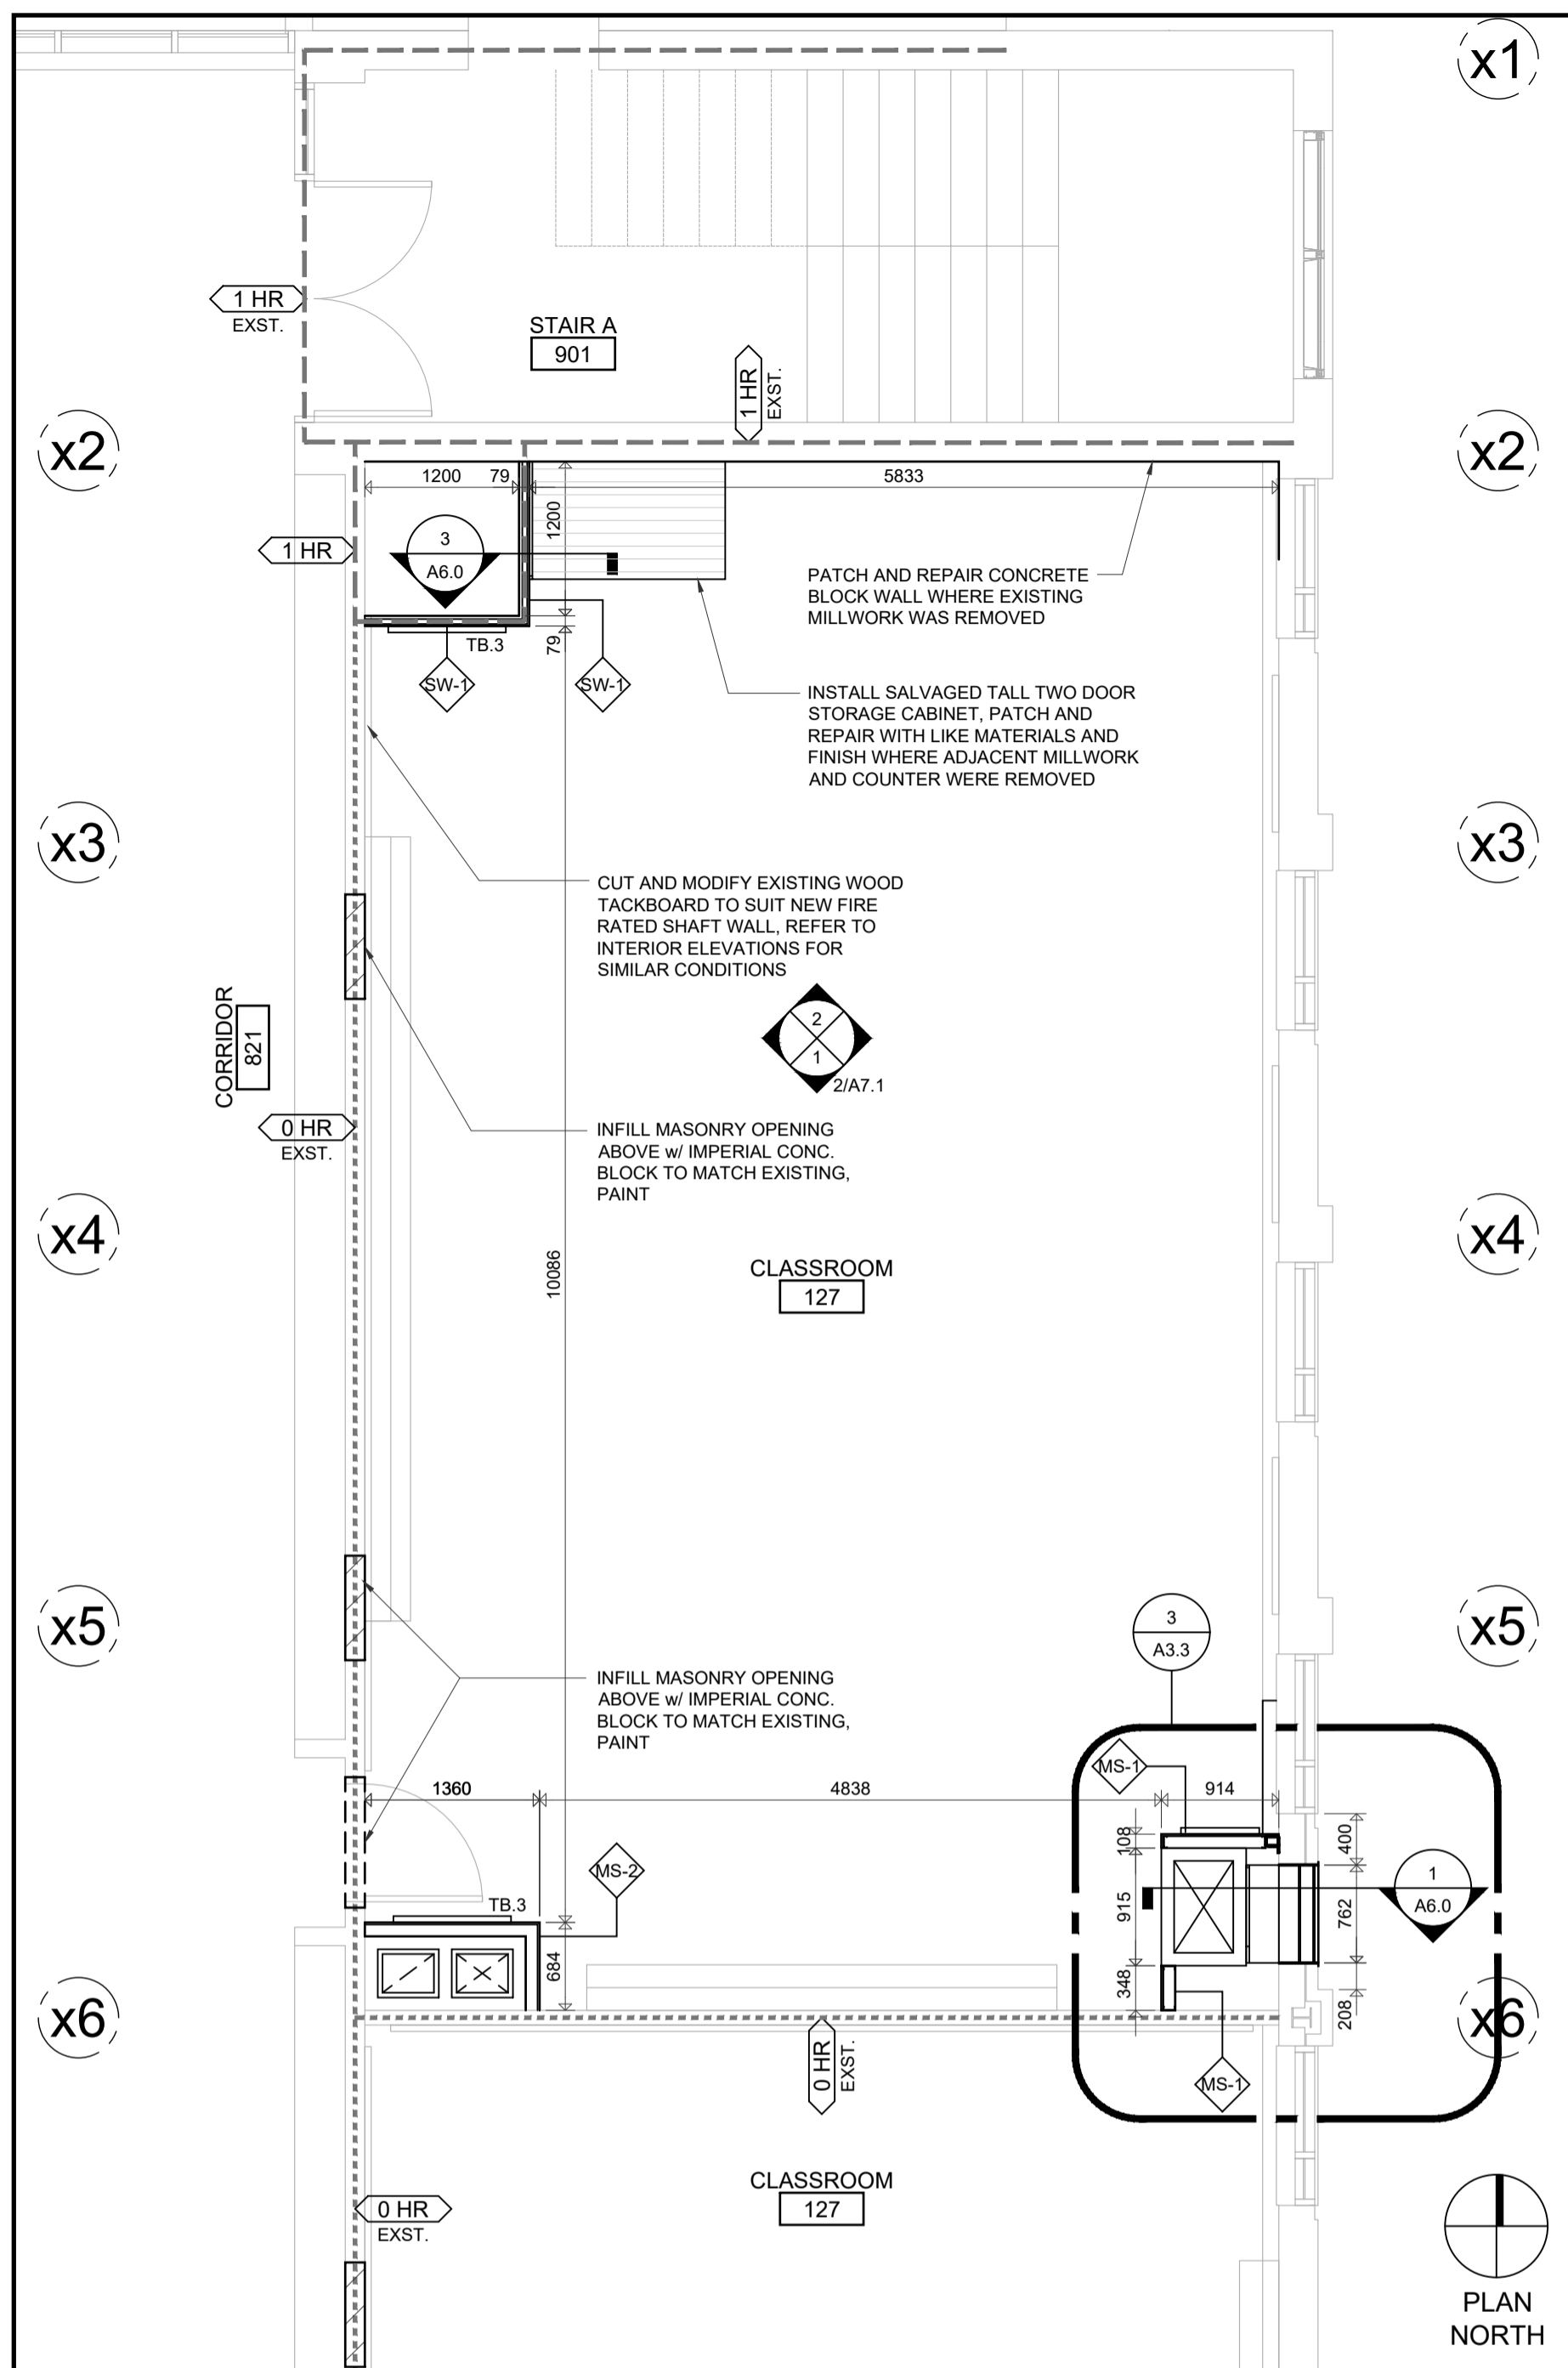 x1
1 HR
EXST.
STAIR A
901
1 HR
EXST.
x2
x2
1200
79
5833
1200
1 HR
3
A6.0
PATCH AND REPAIR CONCRETE
BLOCK WALL WHERE EXISTING
MILLWORK WAS REMOVED
TB.3
79
SW-1
SW-1
INSTALL SALVAGED TALL TWO DOOR
STORAGE CABINET, PATCH AND
REPAIR WITH LIKE MATERIALS AND
FINISH WHERE ADJACENT MILLWORK
AND COUNTER WERE REMOVED
x3
x3
CUT AND MODIFY EXISTING WOOD
TACKBOARD TO SUIT NEW FIRE
RATED SHAFT WALL, REFER TO
INTERIOR ELEVATIONS FOR
SIMILAR CONDITIONS
CORRIDOR
821
2
1
2/A7.1
0 HR
EXST.
INFILL MASONRY OPENING
ABOVE w/ IMPERIAL CONC.
BLOCK TO MATCH EXISTING,
PAINT
x4
x4
10086
CLASSROOM
127
x5
x5
3
A3.3
INFILL MASONRY OPENING
ABOVE w/ IMPERIAL CONC.
BLOCK TO MATCH EXISTING,
PAINT
MS-1
1360
4838
914
108
400
MS-2
1
A6.0
TB.3
915
762
684
348
208
x6
x6
0 HR
EXST.
MS-1
CLASSROOM
127
0 HR
EXST.
PLAN
NORTH